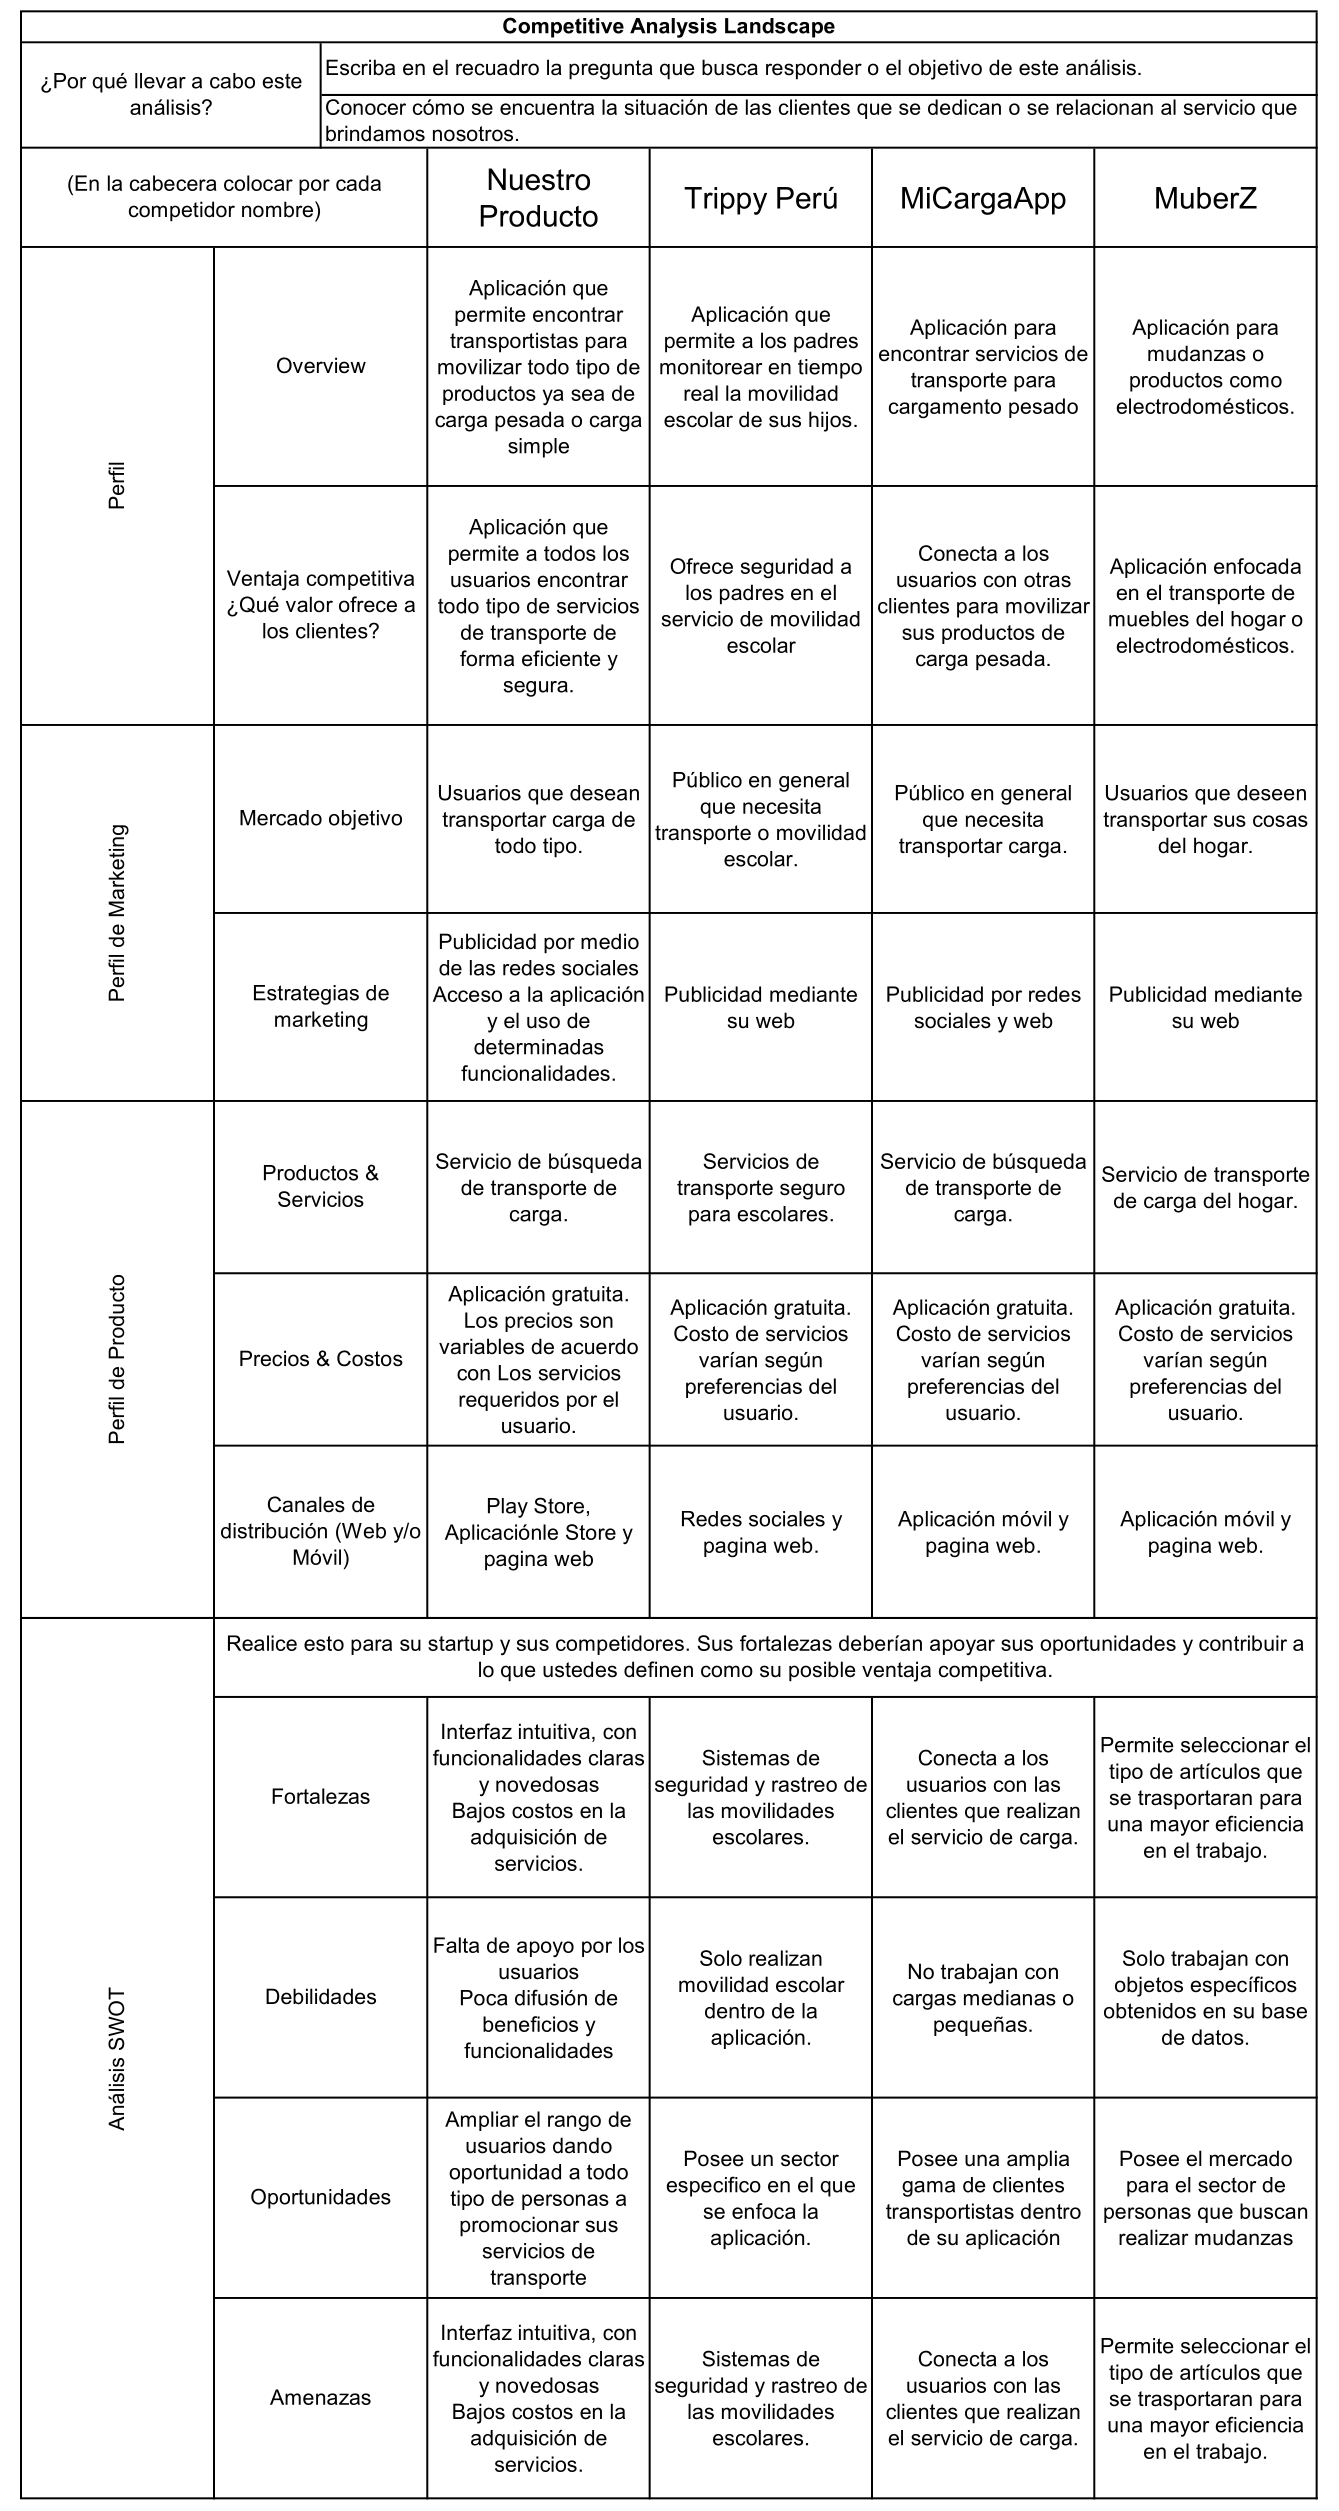 Competitive Analysis Landscape
¿Por qué llevar a cabo este
análisis?
Escriba en el recuadro la pregunta que busca responder o el objetivo de este análisis.
Conocer cómo se encuentra la situación de las clientes que se dedican o se relacionan al servicio que
brindamos nosotros.
(En la cabecera colocar por cada
competidor nombre)
Nuestro
Producto
Trippy Perú
MiCargaApp
MuberZ
Perfil
Overview
Aplicación que
permite encontrar
transportistas para
movilizar todo tipo de
productos ya sea de
carga pesada o carga
simple
Aplicación que
permite a los padres
monitorear en tiempo
real la movilidad
escolar de sus hijos.
Aplicación para
encontrar servicios de
transporte para
cargamento pesado
Aplicación para
mudanzas o
productos como
electrodomésticos.
Ventaja competitiva
¿Qué valor ofrece a
los clientes?
Aplicación que
permite a todos los
usuarios encontrar
todo tipo de servicios
de transporte de
forma eficiente y
segura.
Ofrece seguridad a
los padres en el
servicio de movilidad
escolar
Conecta a los
usuarios con otras
clientes para movilizar
sus productos de
carga pesada.
Aplicación enfocada
en el transporte de
muebles del hogar o
electrodomésticos.
Perfil de Marketing
Mercado objetivo
Usuarios que desean
transportar carga de
todo tipo.
Público en general
que necesita
transporte o movilidad
escolar.
Público en general
que necesita
transportar carga.
Usuarios que deseen
transportar sus cosas
del hogar.
Estrategias de
marketing
Publicidad por medio
de las redes sociales
Acceso a la aplicación
y el uso de
determinadas
funcionalidades.
Publicidad mediante
su web
Publicidad por redes
sociales y web
Publicidad mediante
su web
Perfil de Producto
Productos &
Servicios
Servicio de búsqueda
de transporte de
carga.
Servicios de
transporte seguro
para escolares.
Servicio de búsqueda
de transporte de
carga.
Servicio de transporte
de carga del hogar.
Precios & Costos
Aplicación gratuita.
Los precios son
variables de acuerdo
con Los servicios
requeridos por el
usuario.
Aplicación gratuita.
Costo de servicios
varían según
preferencias del
usuario.
Aplicación gratuita.
Costo de servicios
varían según
preferencias del
usuario.
Aplicación gratuita.
Costo de servicios
varían según
preferencias del
usuario.
Canales de
distribución (Web y/o
Móvil)
Play Store,
Aplicaciónle Store y
pagina web
Redes sociales y
pagina web.
Aplicación móvil y
pagina web.
Aplicación móvil y
pagina web.
Análisis SWOT
Realice esto para su startup y sus competidores. Sus fortalezas deberían apoyar sus oportunidades y contribuir a
lo que ustedes definen como su posible ventaja competitiva.
Fortalezas
Interfaz intuitiva, con
funcionalidades claras
y novedosas
Bajos costos en la
adquisición de
servicios.
Sistemas de
seguridad y rastreo de
las movilidades
escolares.
Conecta a los
usuarios con las
clientes que realizan
el servicio de carga.
Permite seleccionar el
tipo de artículos que
se trasportaran para
una mayor eficiencia
en el trabajo.
Debilidades
Falta de apoyo por los
usuarios
Poca difusión de
beneficios y
funcionalidades
Solo realizan
movilidad escolar
dentro de la
aplicación.
No trabajan con
cargas medianas o
pequeñas.
Solo trabajan con
objetos específicos
obtenidos en su base
de datos.
Oportunidades
Ampliar el rango de
usuarios dando
oportunidad a todo
tipo de personas a
promocionar sus
servicios de
transporte
Posee un sector
especifico en el que
se enfoca la
aplicación.
Posee una amplia
gama de clientes
transportistas dentro
de su aplicación
Posee el mercado
para el sector de
personas que buscan
realizar mudanzas
Amenazas
Interfaz intuitiva, con
funcionalidades claras
y novedosas
Bajos costos en la
adquisición de
servicios.
Sistemas de
seguridad y rastreo de
las movilidades
escolares.
Conecta a los
usuarios con las
clientes que realizan
el servicio de carga.
Permite seleccionar el
tipo de artículos que
se trasportaran para
una mayor eficiencia
en el trabajo.